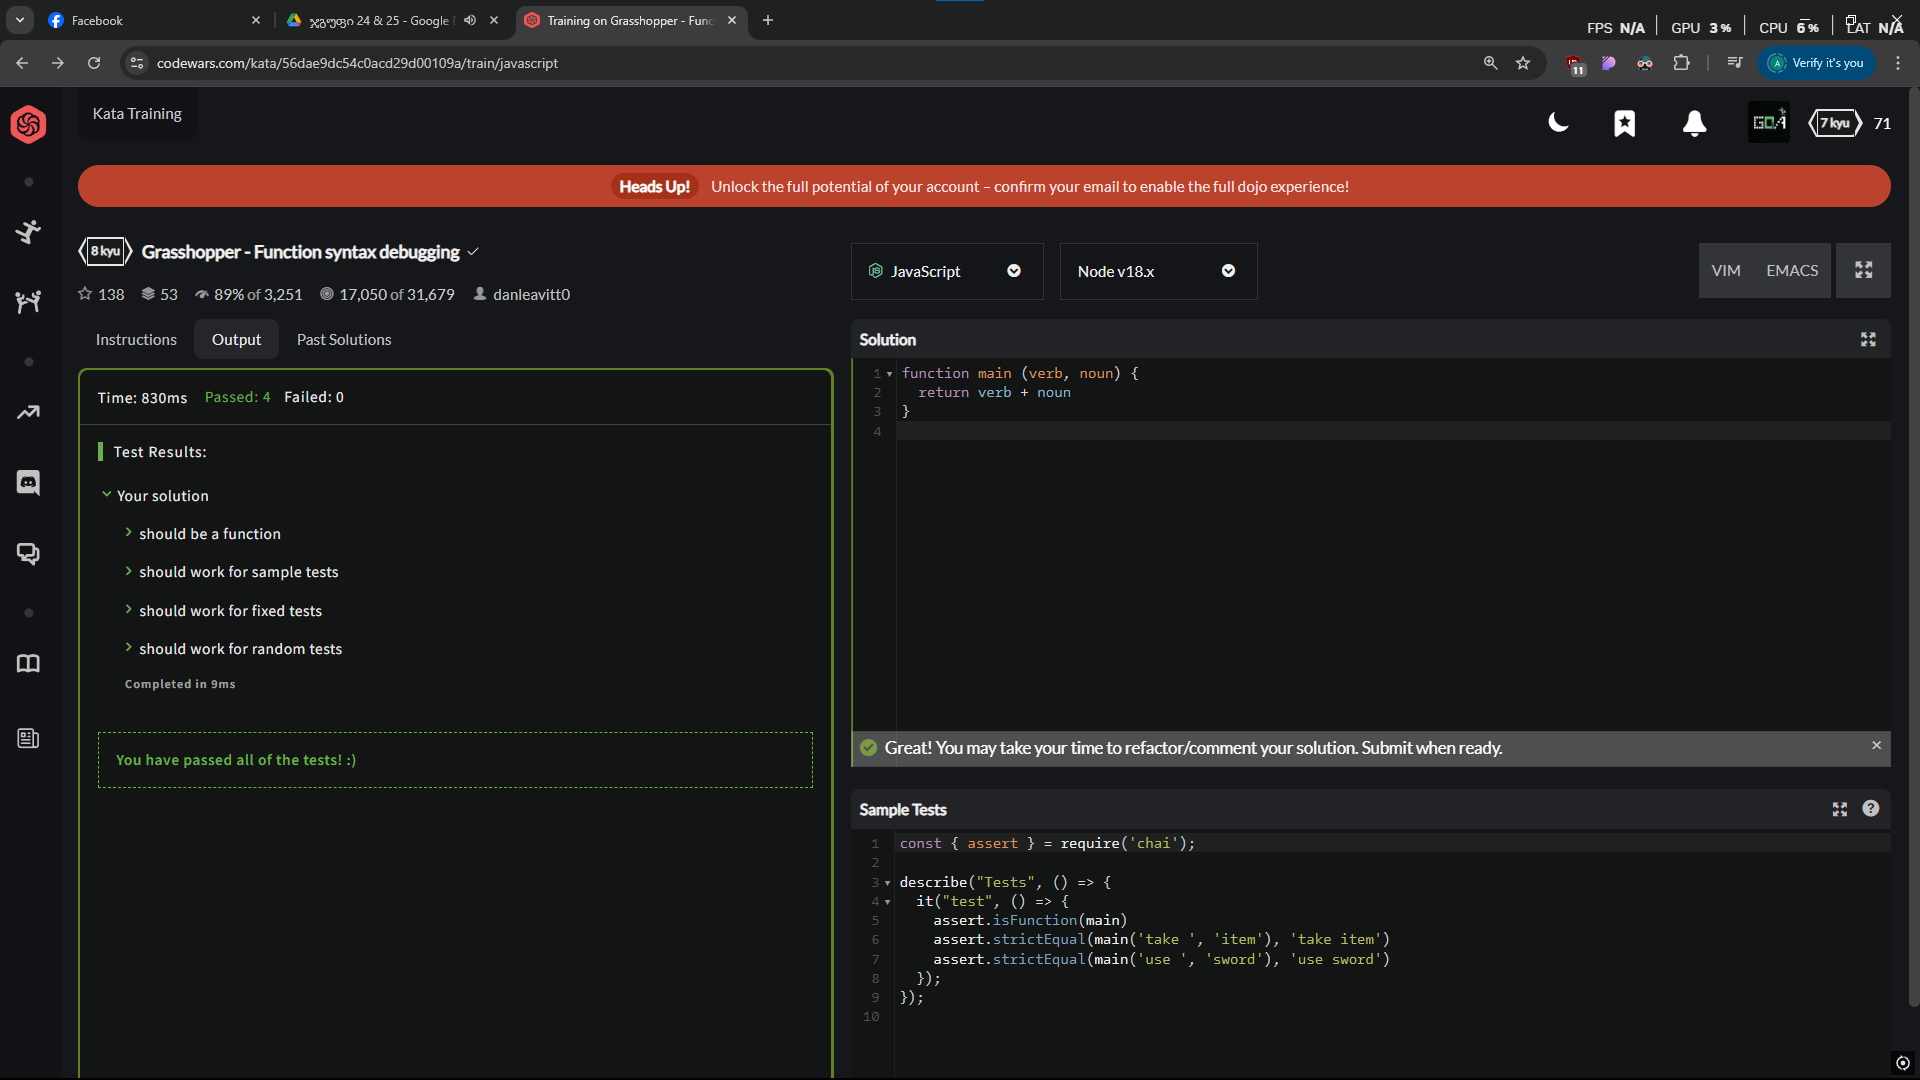 Facebook
ჯგუფი 24 & 25 - Google D
Training on Grasshopper - Func
FPS N/A GPU 3% CPU 6% LAT N/A
codewars.com/kata/56dae9dc54c0acd29d00109a/train/javascript
11
A Verify it's you
Kata Training
GOA
7 kyu 71
Heads Up! Unlock the full potential of your account – confirm your email to enable the full dojo experience!
8 kyu Grasshopper - Function syntax debugging
138 53 89% of 3,251 17,050 of 31,679 danleavitt0
JavaScript
Node v18.x
VIM EMACS
Instructions Output Past Solutions
Time: 830ms Passed: 4 Failed: 0
Test Results:
Your solution
should be a function
should work for sample tests
should work for fixed tests
should work for random tests
Completed in 9ms
You have passed all of the tests! :)
Solution
1 function main (verb, noun) {
2   return verb + noun
3 }
4
Great! You may take your time to refactor/comment your solution. Submit when ready.
Sample Tests
1 const { assert } = require('chai');
2
3 describe("Tests", () => {
4   it("test", () => {
5     assert.isFunction(main)
6     assert.strictEqual(main('take ', 'item'), 'take item')
7     assert.strictEqual(main('use ', 'sword'), 'use sword')
8   });
9 });
10